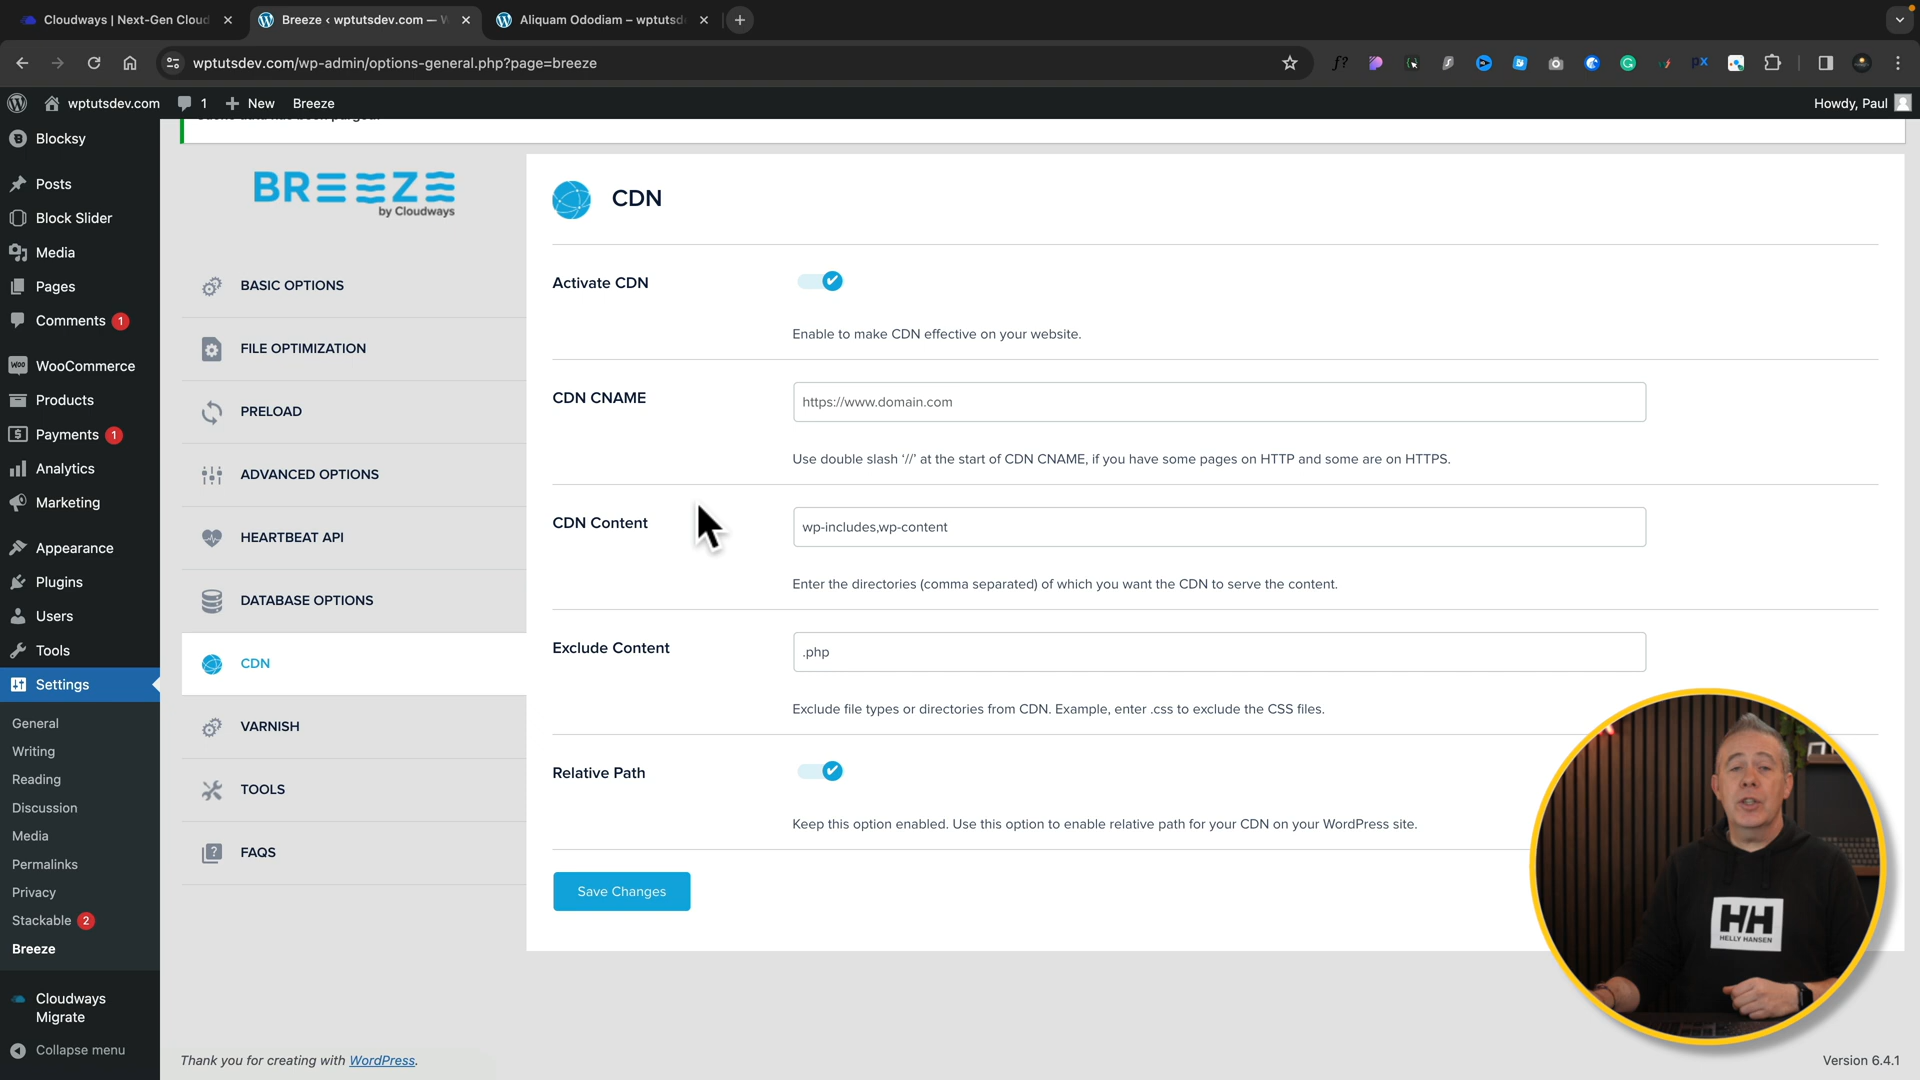 Cloudways | Next-Gen Cloud
Breeze ‹ wptutsdev.com — W
Aliquam Ododiam – wptutsd
wptutsdev.com/wp-admin/options-general.php?page=breeze
wptutsdev.com
1
New
Breeze
Howdy, Paul
Blocksy
Posts
Block Slider
Media
Pages
Comments 1
WooCommerce
Products
Payments 1
Analytics
Marketing
Appearance
Plugins
Users
Tools
Settings
General
Writing
Reading
Discussion
Media
Permalinks
Privacy
Stackable 2
Breeze
Cloudways
Migrate
Collapse menu
BREEZE
by Cloudways
BASIC OPTIONS
FILE OPTIMIZATION
PRELOAD
ADVANCED OPTIONS
HEARTBEAT API
DATABASE OPTIONS
CDN
VARNISH
TOOLS
FAQS
CDN
Activate CDN
Enable to make CDN effective on your website.
CDN CNAME
https://www.domain.com
Use double slash ‘//’ at the start of CDN CNAME, if you have some pages on HTTP and some are on HTTPS.
CDN Content
wp-includes,wp-content
Enter the directories (comma separated) of which you want the CDN to serve the content.
Exclude Content
.php
Exclude file types or directories from CDN. Example, enter .css to exclude the CSS files.
Relative Path
Keep this option enabled. Use this option to enable relative path for your CDN on your WordPress site.
Save Changes
HH
HELLY HANSEN
Thank you for creating with WordPress.
Version 6.4.1